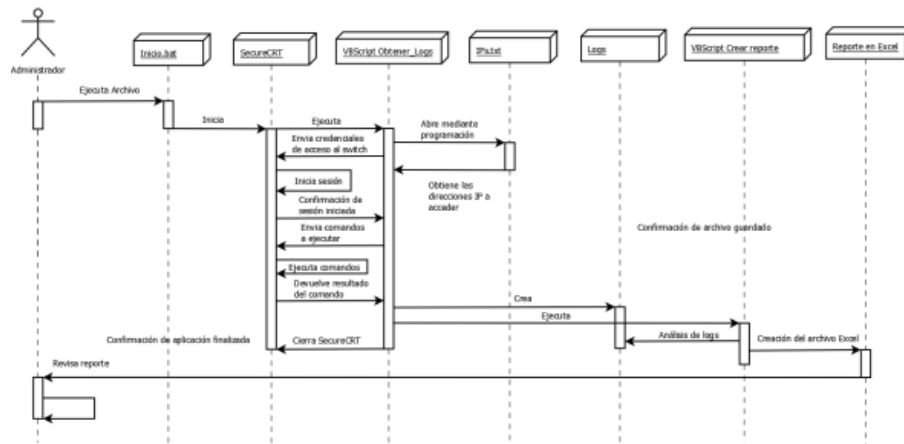 Administrador
Inicio.bat
SecureCRT
VBScript Obtener_Logs
IPs.txt
Logs
VBScript Crear reporte
Reporte en Excel
Ejecuta Archivo
Inicia
Ejecuta
Abre mediante
programación
Envia credenciales
de acceso al switch
Inicia sesión
Obtiene las
direcciones IP a
acceder
Confirmación de
sesión iniciada
Envia comandos
a ejecutar
Confirmación de archivo guardado
Ejecuta comandos
Devuelve resultado
del comando
Crea
Ejecuta
Confirmación de aplicación finalizada
Cierra SecureCRT
Análisis de logs
Creación del archivo Excel
Revisa reporte